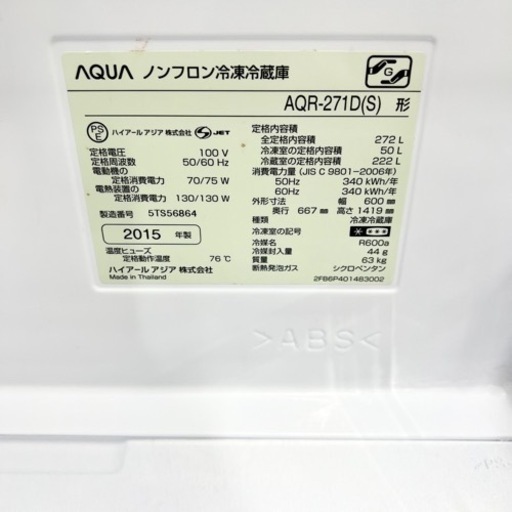 AQUA ノンフロン冷凍冷蔵庫
G
AQR-271D(S) 形
PS E ハイアール アジア 株式会社 S JET
定格電圧 100 V
定格周波数 50/60 Hz
電動機の
定格消費電力 70/75 W
電熱装置の
定格消費電力 130/130 W
製造番号 5TS56864
2015 年製
温度ヒューズ
定格動作温度 76℃
ハイアール アジア 株式会社
Made in Thailand
定格内容積
全定格内容積 272 L
冷凍室の定格内容積 50 L
冷蔵室の定格内容積 222 L
消費電力量 (JIS C 9801-2006年)
50Hz 340 kWh/年
60Hz 340 kWh/年
外形寸法 幅 600 mm
奥行 667 mm 高さ 1419 mm
種類 冷凍冷蔵庫
冷凍室の記号
冷媒名 R600a
冷媒封入量 44 g
質量 63 kg
断熱発泡ガス シクロペンタン
2FB6P401463002
>ABS<